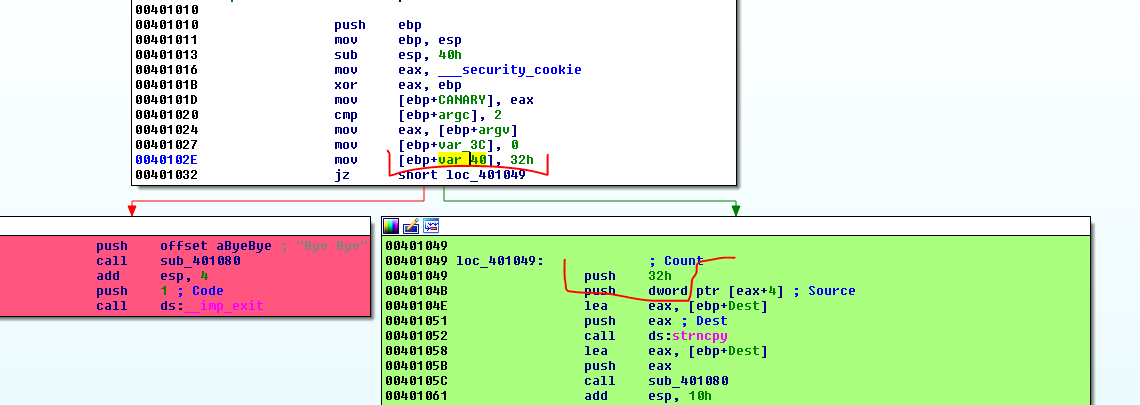 00401010
00401010 push ebp
00401011 mov ebp, esp
00401013 sub esp, 40h
00401016 mov eax, ___security_cookie
0040101B xor eax, ebp
0040101D mov [ebp+CANARY], eax
00401020 cmp [ebp+argc], 2
00401024 mov eax, [ebp+argv]
00401027 mov [ebp+var_3C], 0
0040102E mov [ebp+var_40], 32h
00401032 jz short loc_401049
push offset aByeBye ; "Bye Bye"
call sub_401080
add esp, 4
push 1 ; Code
call ds:__imp_exit
00401049
00401049 loc_401049: ; Count
00401049 push 32h
0040104B push dword ptr [eax+4] ; Source
0040104E lea eax, [ebp+Dest]
00401051 push eax ; Dest
00401052 call ds:strncpy
00401058 lea eax, [ebp+Dest]
0040105B push eax
0040105C call sub_401080
00401061 add esp, 10h